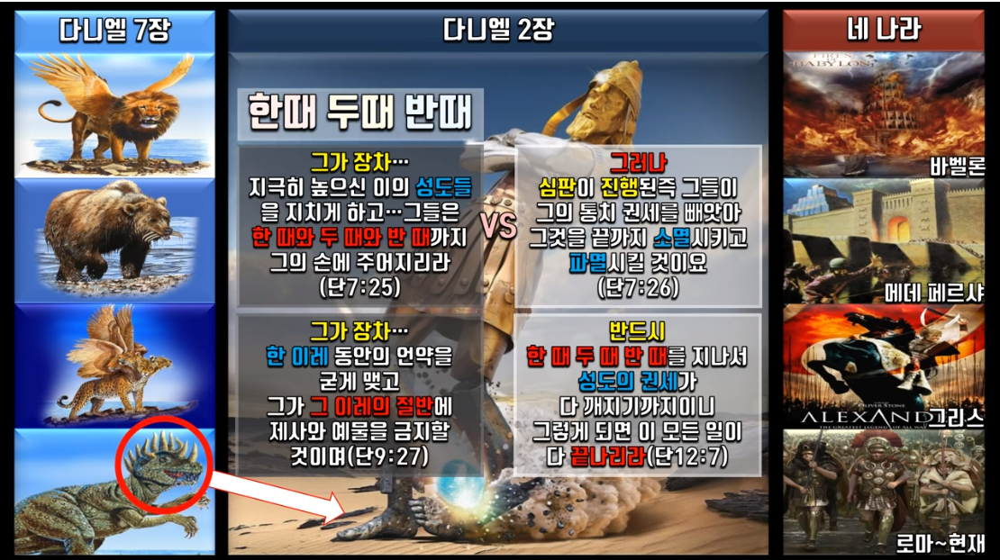 다니엘 7장
다니엘 2장
네 나라
한때 두때 반때
그가 장차…
지극히 높으신 이의 성도들
을 지치게 하고…그들은
한 때와 두 때와 반 때까지
그의 손에 주어지리라
(단7:25)
VS
그러나
심판이 진행된즉 그들이
그의 통치 권세를 빼앗아
그것을 끝까지 소멸시키고
파멸시킬 것이요
(단7:26)
그가 장차…
한 이레 동안의 언약을
굳게 맺고
그가 그 이레의 절반에
제사와 예물을 금지할
것이며(단9:27)
반드시
한 때 두 때 반 때를 지나서
성도의 권세가
다 깨지기까지이니
그렇게 되면 이 모든 일이
다 끝나리라(단12:7)
BABYLON
바벨론
메데 페르샤
OLIVER STONE
ALEXAND그리스
THE GREATEST LEGEND OF ALL WAS
로마~현재